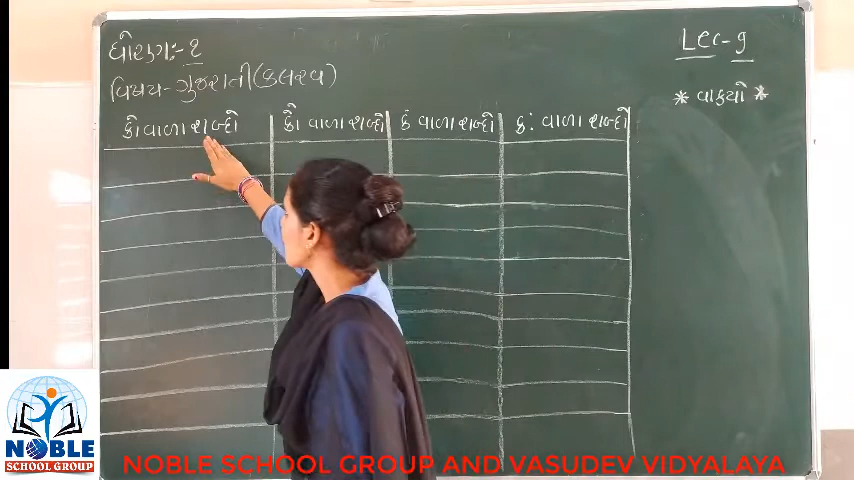 ધોરણઃ- ૧
વિષય- ગુજરાતી(કલરવ)
Lec-9
* વાક્યો *
કો વાળા શબ્દો
કૌ વાળા શબ્દો
કં વાળા શબ્દો
કઃ વાળા શબ્દો
NOBLE
SCHOOL GROUP
NOBLE SCHOOL GROUP AND VASUDEV VIDYALAYA